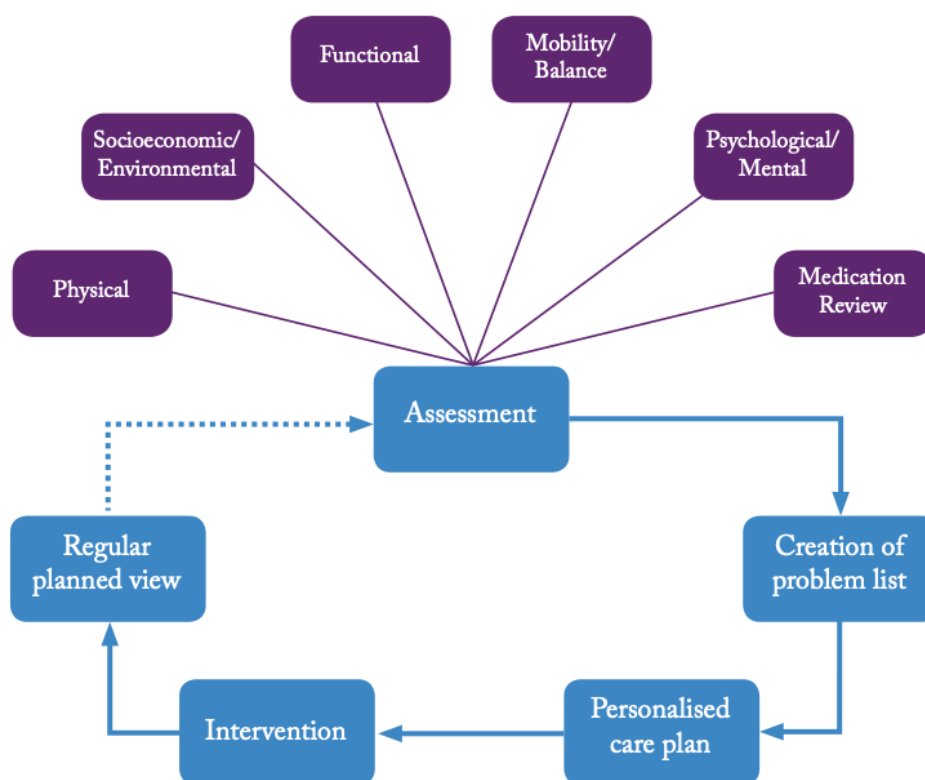 Functional
Mobility/
Balance
Socioeconomic/
Environmental
Psychological/
Mental
Physical
Medication
Review
Assessment
Regular
planned view
Creation of
problem list
Intervention
Personalised
care plan